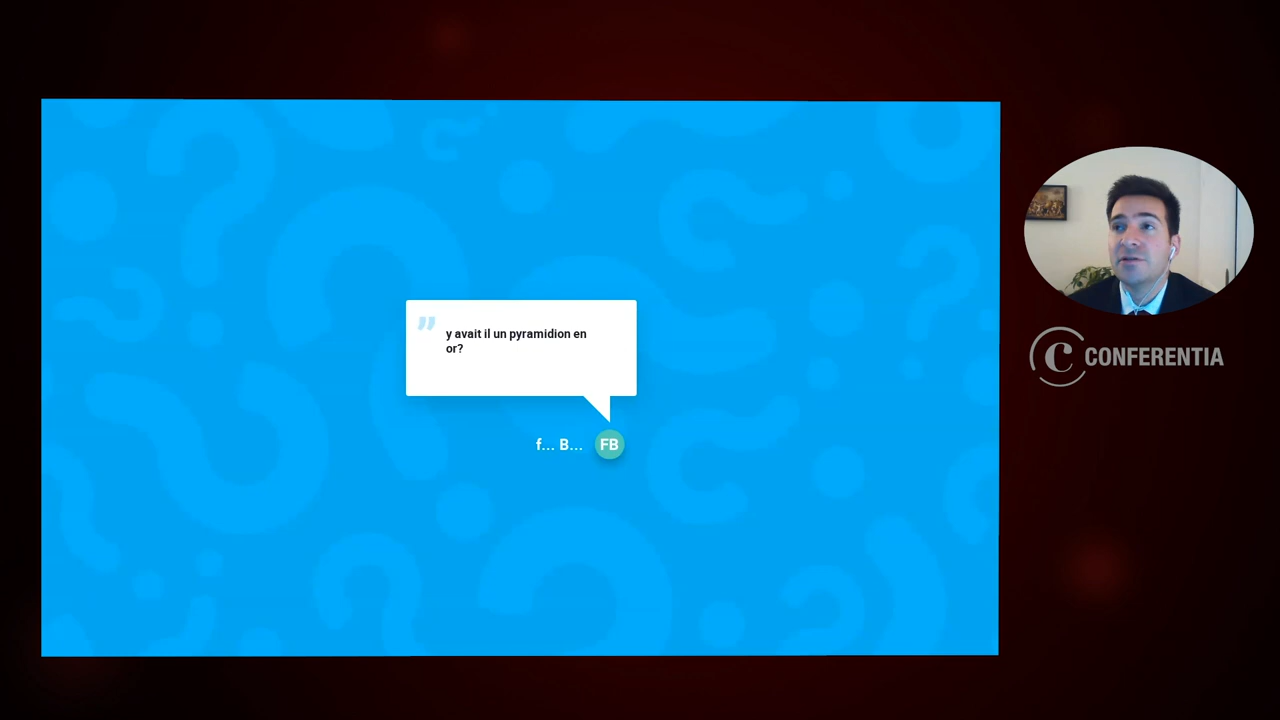 y avait il un pyramidion en
or?
f... B...
FB
C CONFERENTIA